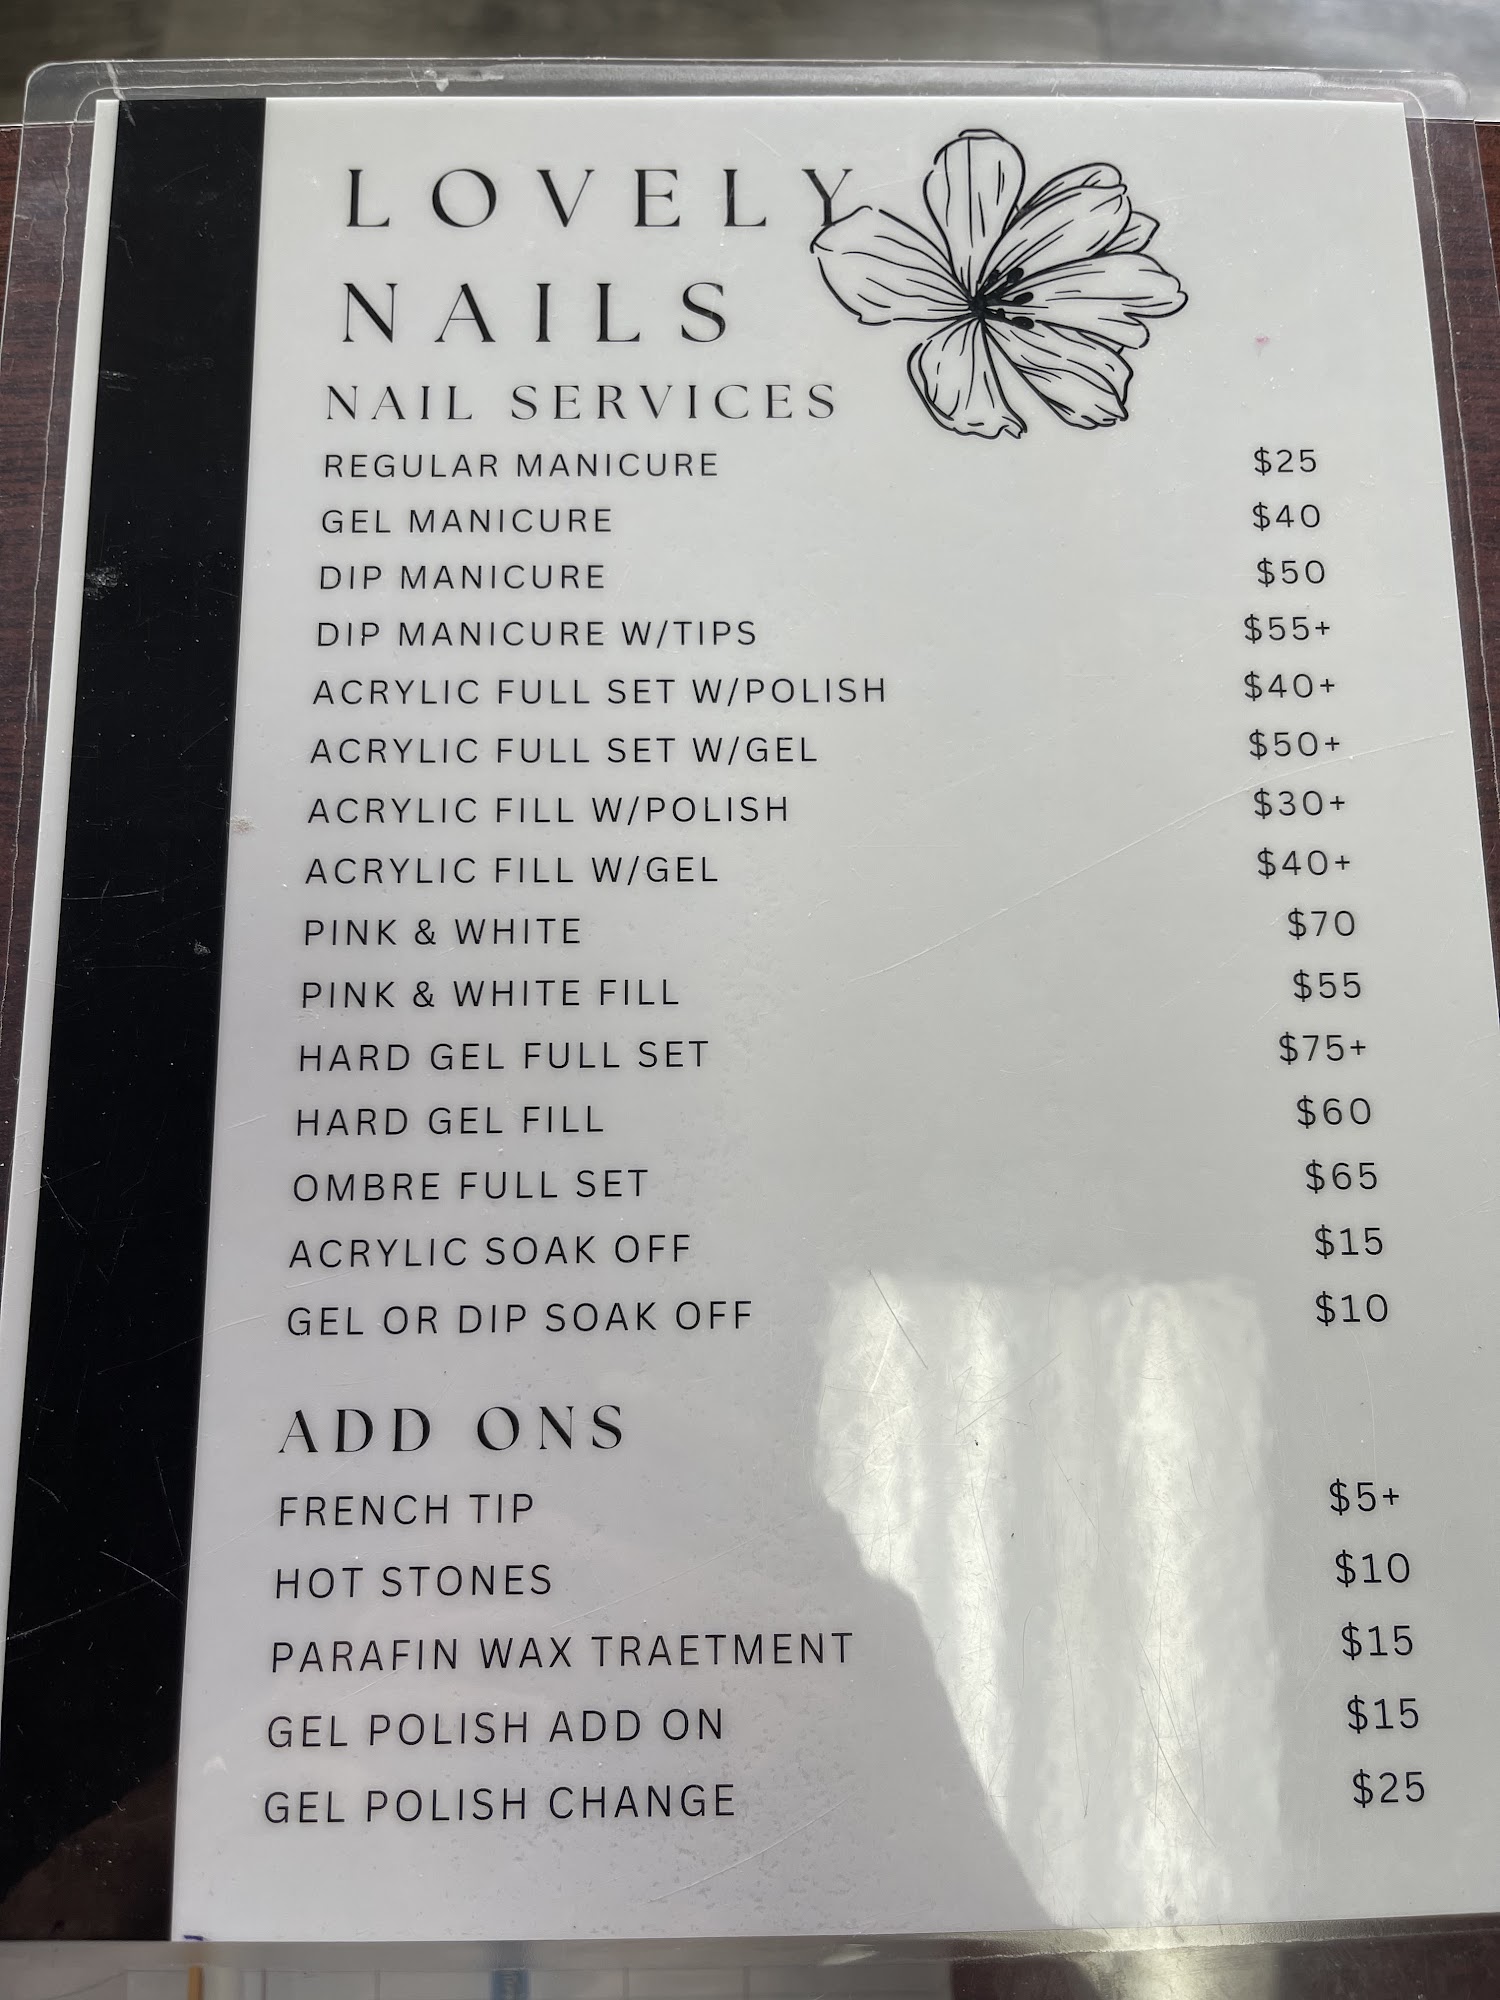 LOVELY
NAILS
NAIL SERVICES
REGULAR MANICURE $25
GEL MANICURE $40
DIP MANICURE $50
DIP MANICURE W/TIPS $55+
ACRYLIC FULL SET W/POLISH $40+
ACRYLIC FULL SET W/GEL $50+
ACRYLIC FILL W/POLISH $30+
ACRYLIC FILL W/GEL $40+
PINK & WHITE $70
PINK & WHITE FILL $55
HARD GEL FULL SET $75+
HARD GEL FILL $60
OMBRE FULL SET $65
ACRYLIC SOAK OFF $15
GEL OR DIP SOAK OFF $10
ADD ONS
FRENCH TIP $5+
HOT STONES $10
PARAFIN WAX TRAETMENT $15
GEL POLISH ADD ON $15
GEL POLISH CHANGE $25